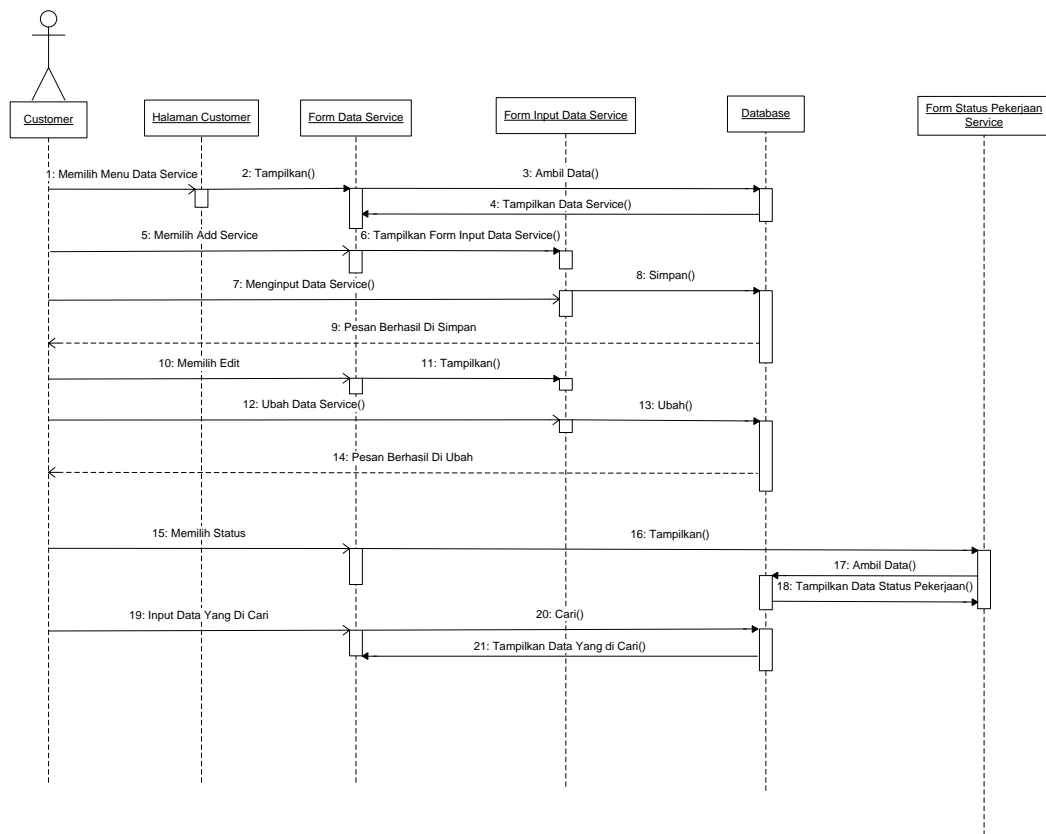 Customer
Halaman Customer
Form Data Service
Form Input Data Service
Database
Form Status Pekerjaan
Service
1: Memilih Menu Data Service
2: Tampilkan()
3: Ambil Data()
4: Tampilkan Data Service()
5: Memilih Add Service
6: Tampilkan Form Input Data Service()
7: Menginput Data Service()
8: Simpan()
9: Pesan Berhasil Di Simpan
10: Memilih Edit
11: Tampilkan()
12: Ubah Data Service()
13: Ubah()
14: Pesan Berhasil Di Ubah
15: Memilih Status
16: Tampilkan()
17: Ambil Data()
18: Tampilkan Data Status Pekerjaan()
19: Input Data Yang Di Cari
20: Cari()
21: Tampilkan Data Yang di Cari()